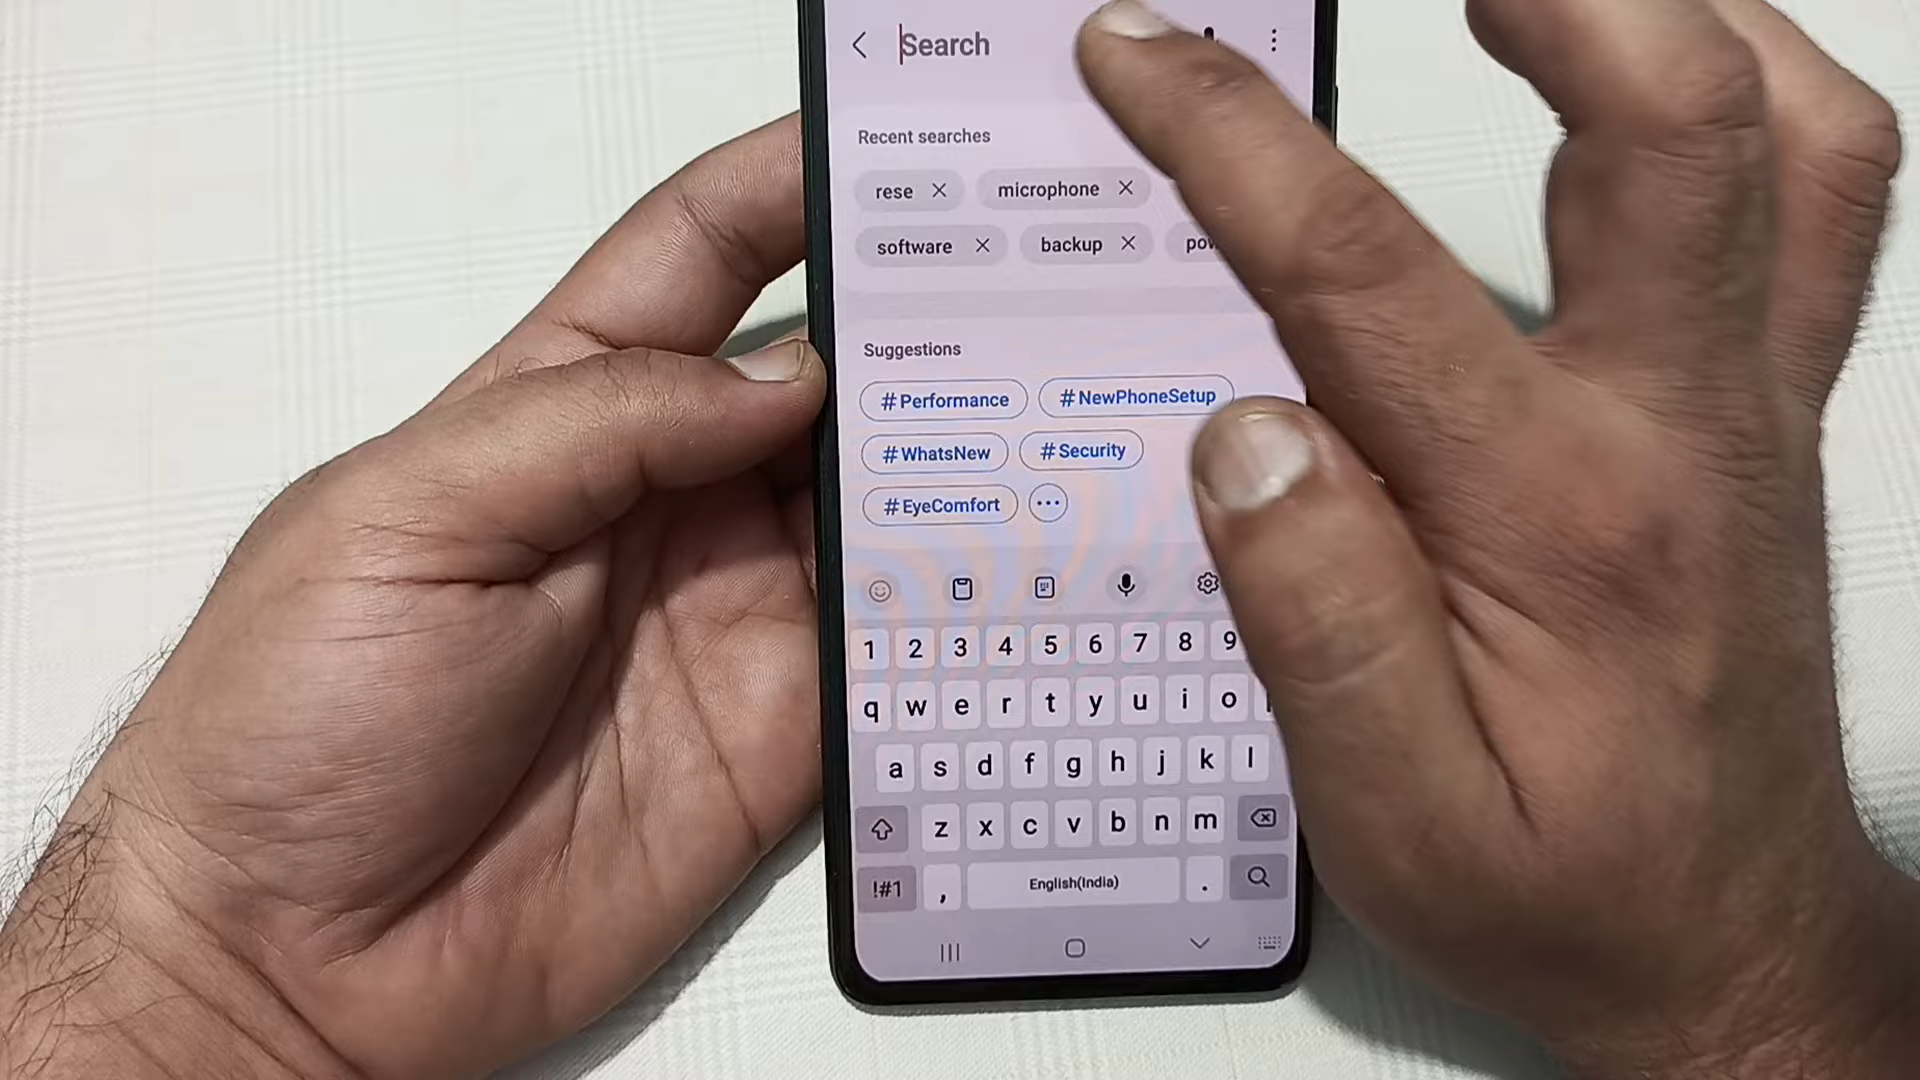 Search
Recent searches
rese microphone
software backup
Suggestions
#Performance #NewPhoneSetup
#WhatsNew #Security
#EyeComfort
1 2 3 4 5 6 7 8 9
q w e r t y u i o
a s d f g h j k l
z x c v b n m
!#1 , English(India) .